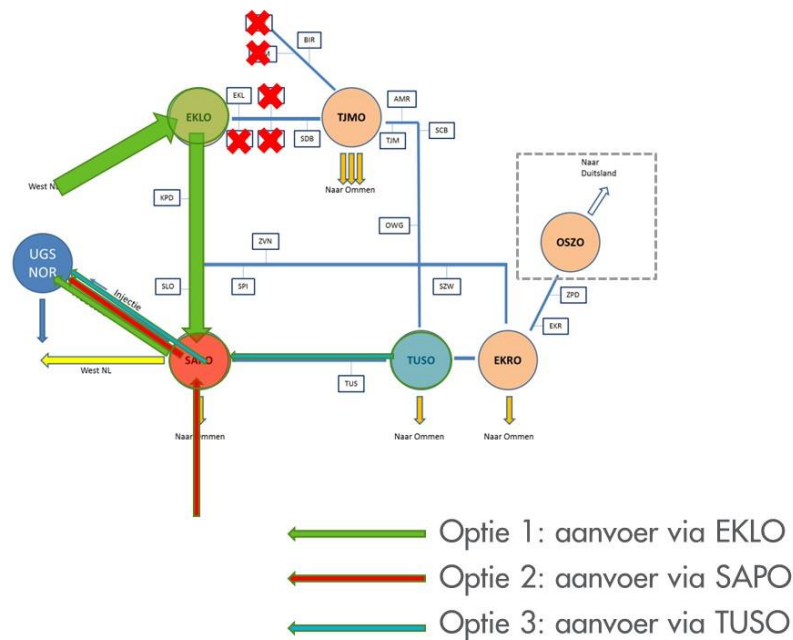 BIR
EKL
AMR
EKLO
TJMO
SDB
TJM
SCB
Naar Ommen
Naar
Duitsland
West NL
KPD
OWG
OSZO
ZVN
UGS
NOR
SLO
SPI
SZW
ZPD
Injectie
EKR
SAPO
TUSO
EKRO
West NL
TUS
Naar Ommen
Naar Ommen
Naar Ommen
Optie 1: aanvoer via EKLO
Optie 2: aanvoer via SAPO
Optie 3: aanvoer via TUSO